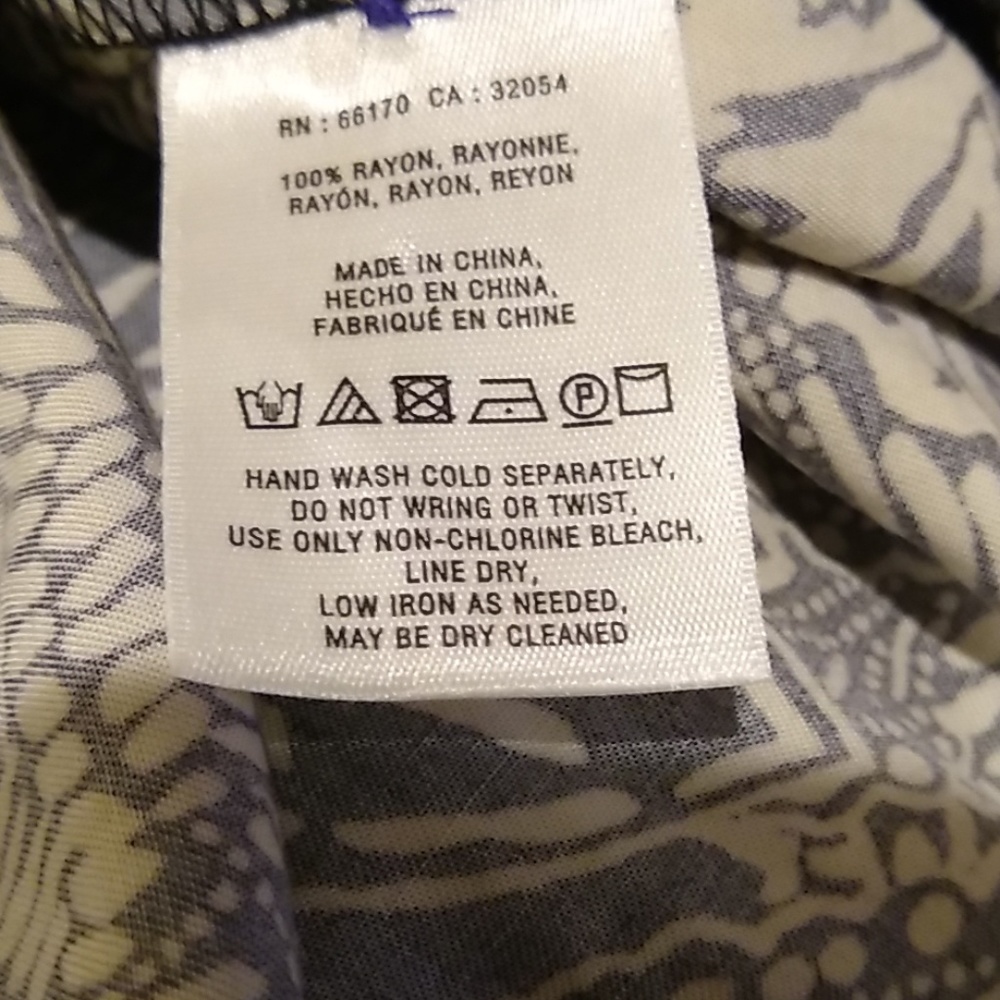 RN : 66170 CA : 32054
100% RAYON, RAYONNE,
RAYÓN, RAYON, REYON
MADE IN CHINA,
HECHO EN CHINA,
FABRIQUÉ EN CHINE
P
HAND WASH COLD SEPARATELY,
DO NOT WRING OR TWIST,
USE ONLY NON-CHLORINE BLEACH,
LINE DRY,
LOW IRON AS NEEDED,
MAY BE DRY CLEANED